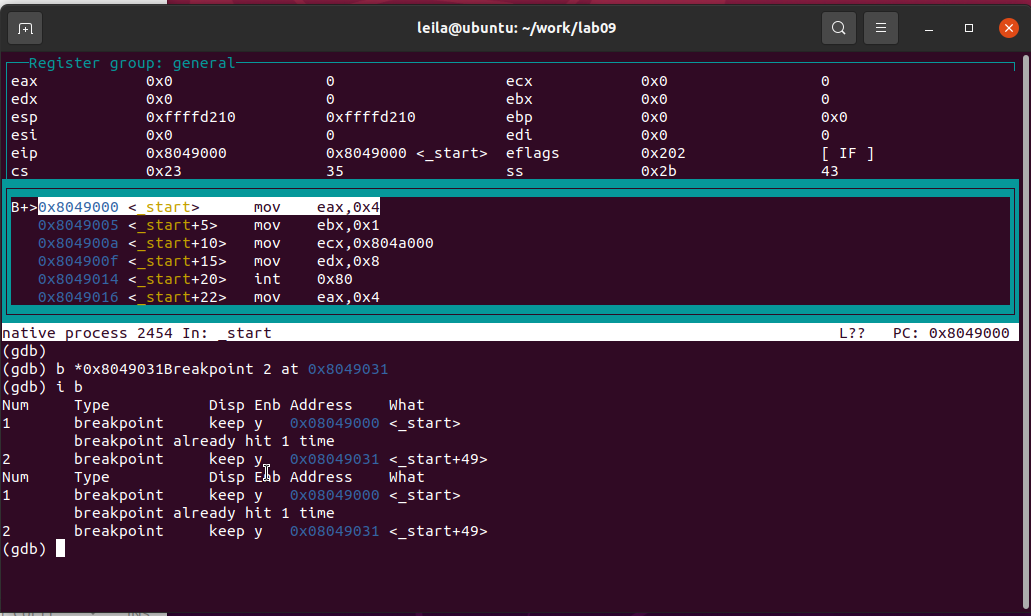 leila@ubuntu: ~/work/lab09
Register group: general
eax 0x0 0 ecx 0x0 0
edx 0x0 0 ebx 0x0 0
esp 0xffffd210 0xffffd210 ebp 0x0 0x0
esi 0x0 0 edi 0x0 0
eip 0x8049000 0x8049000 <_start> eflags 0x202 [ IF ]
cs 0x23 35 ss 0x2b 43
B+>0x8049000 <_start> mov eax,0x4
0x8049005 <_start+5> mov ebx,0x1
0x804900a <_start+10> mov ecx,0x804a000
0x804900f <_start+15> mov edx,0x8
0x8049014 <_start+20> int 0x80
0x8049016 <_start+22> mov eax,0x4
native process 2454 In: _start L?? PC: 0x8049000
(gdb)
(gdb) b *0x8049031Breakpoint 2 at 0x8049031
(gdb) i b
Num Type Disp Enb Address What
1 breakpoint keep y 0x08049000 <_start>
breakpoint already hit 1 time
2 breakpoint keep y 0x08049031 <_start+49>
Num Type Disp Enb Address What
1 breakpoint keep y 0x08049000 <_start>
breakpoint already hit 1 time
2 breakpoint keep y 0x08049031 <_start+49>
(gdb)